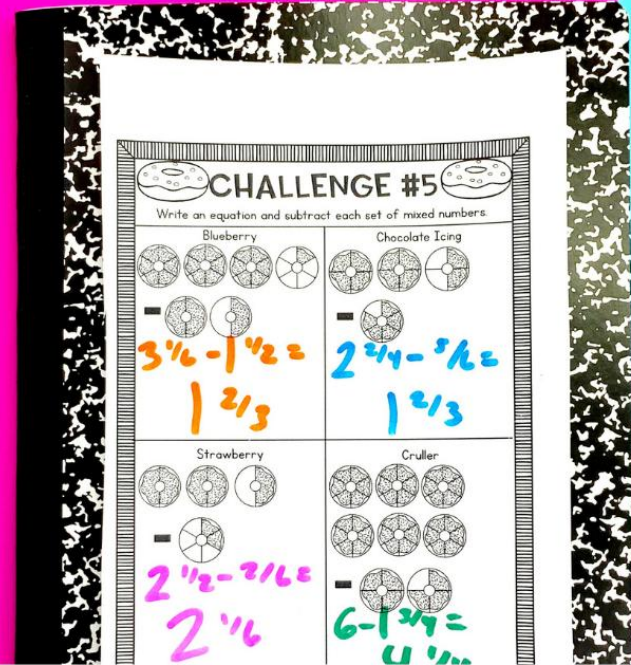 CHALLENGE #5
Write an equation and subtract each set of mixed numbers.
Blueberry
3 1/6 - 1 1/2 =
1 2/3
Chocolate Icing
2 2/4 - 5/6 =
1 2/3
Strawberry
2 1/2 - 2/6 =
2 1/6
Cruller
6 - 1 3/4 =
4